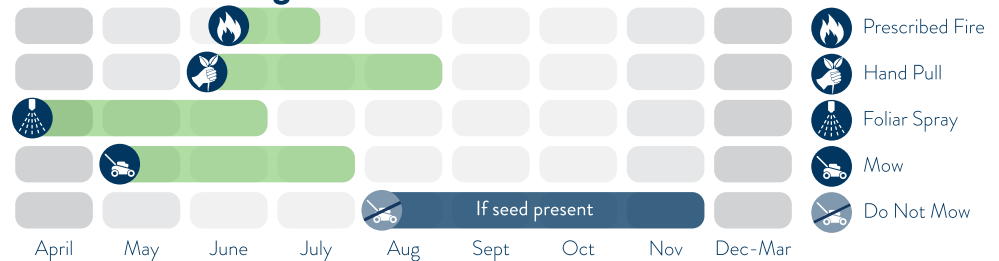 Prescribed Fire
Hand Pull
Foliar Spray
Mow
If seed present
Do Not Mow
April May June July Aug Sept Oct Nov Dec-Mar